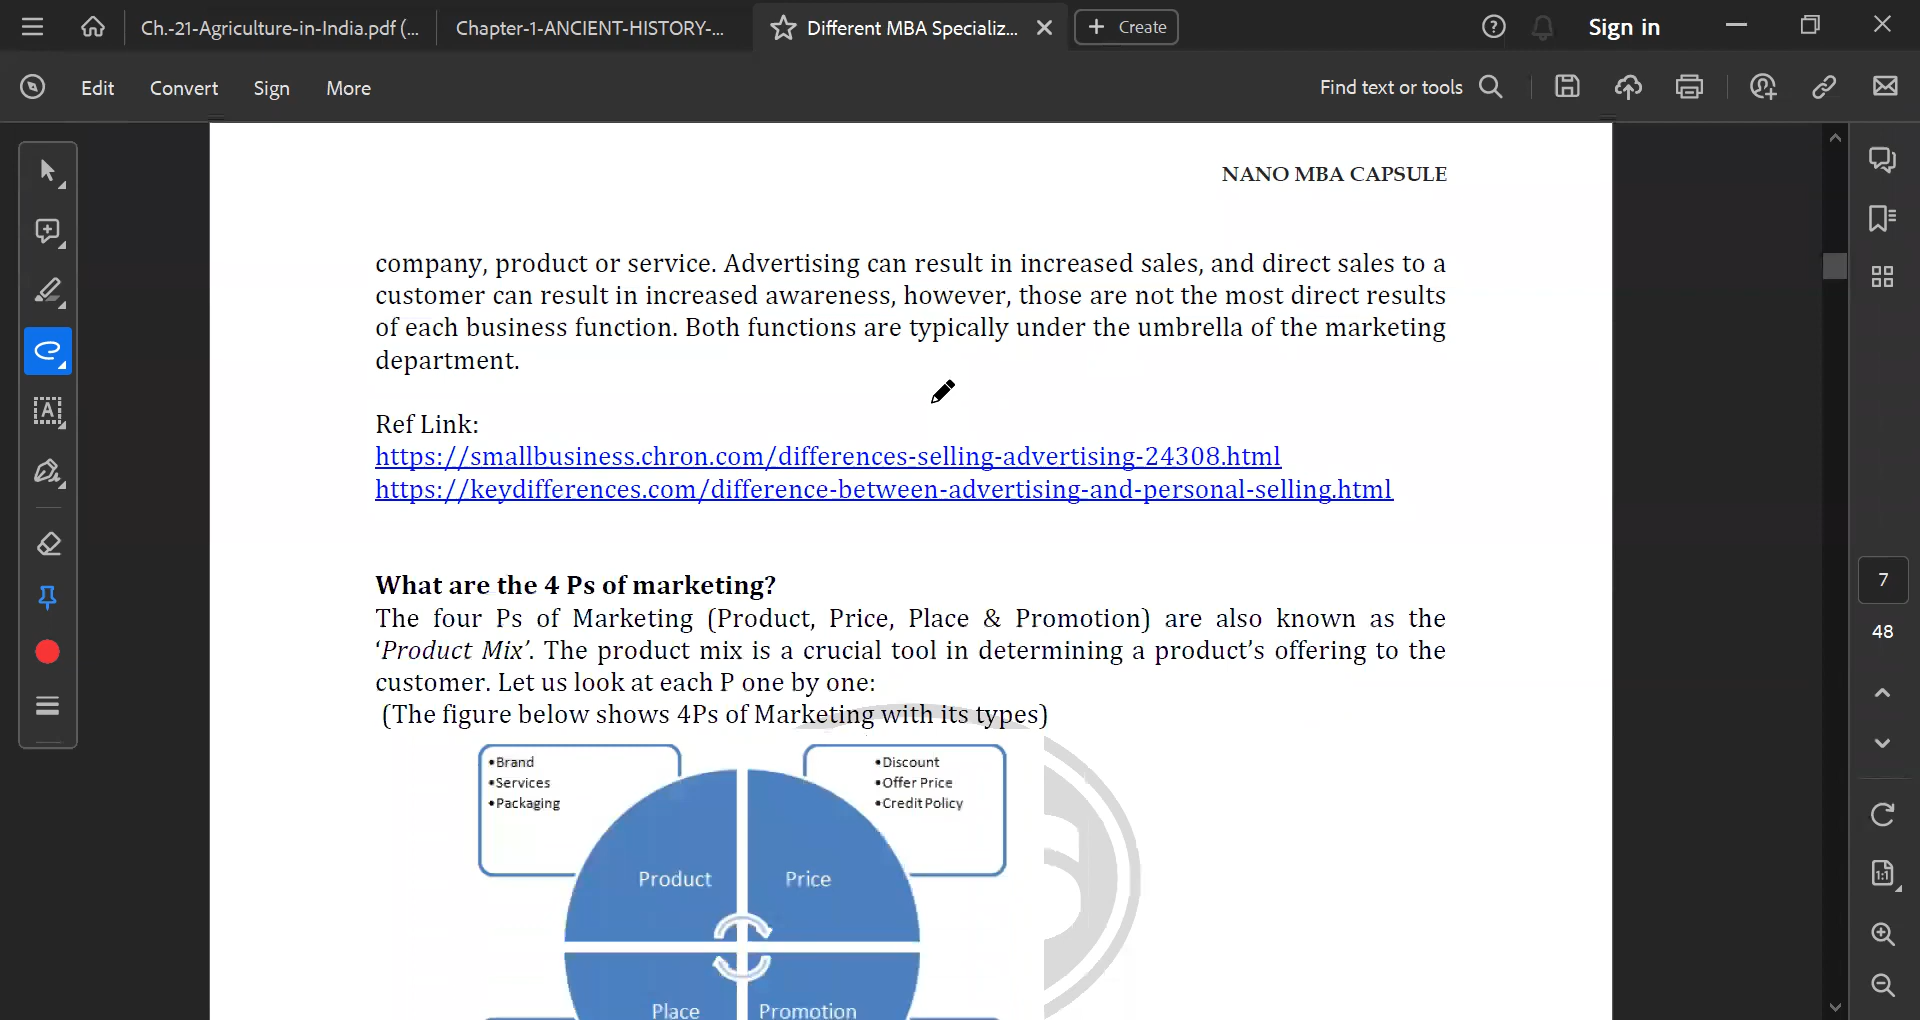 Ch.-21-Agriculture-in-India.pdf (...
Chapter-1-ANCIENT-HISTORY-...
Different MBA Specializ...
Create
Sign in
Edit
Convert
Sign
More
Find text or tools
NANO MBA CAPSULE
company, product or service. Advertising can result in increased sales, and direct sales to a
customer can result in increased awareness, however, those are not the most direct results
of each business function. Both functions are typically under the umbrella of the marketing
department.
Ref Link:
https://smallbusiness.chron.com/differences-selling-advertising-24308.html
https://keydifferences.com/difference-between-advertising-and-personal-selling.html
What are the 4 Ps of marketing?
The four Ps of Marketing (Product, Price, Place & Promotion) are also known as the
‘Product Mix’. The product mix is a crucial tool in determining a product’s offering to the
customer. Let us look at each P one by one:
(The figure below shows 4Ps of Marketing with its types)
•Brand
•Services
•Packaging
•Discount
•Offer Price
•Credit Policy
Product
Price
Place
Promotion
7
48
1:1